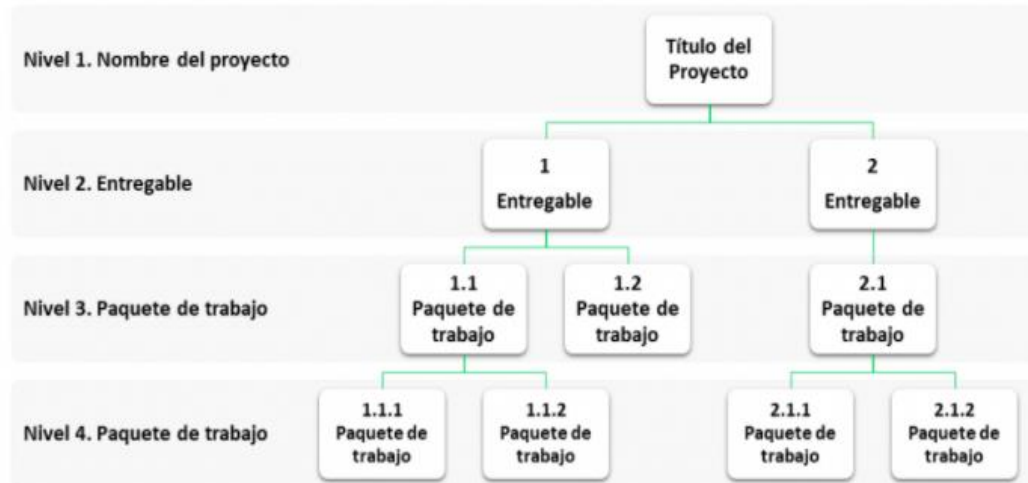 Nivel 1. Nombre del proyecto
Título del
Proyecto
Nivel 2. Entregable
1
Entregable
2
Entregable
Nivel 3. Paquete de trabajo
1.1
Paquete de
trabajo
1.2
Paquete de
trabajo
2.1
Paquete de
trabajo
Nivel 4. Paquete de trabajo
1.1.1
Paquete de
trabajo
1.1.2
Paquete de
trabajo
2.1.1
Paquete de
trabajo
2.1.2
Paquete de
trabajo